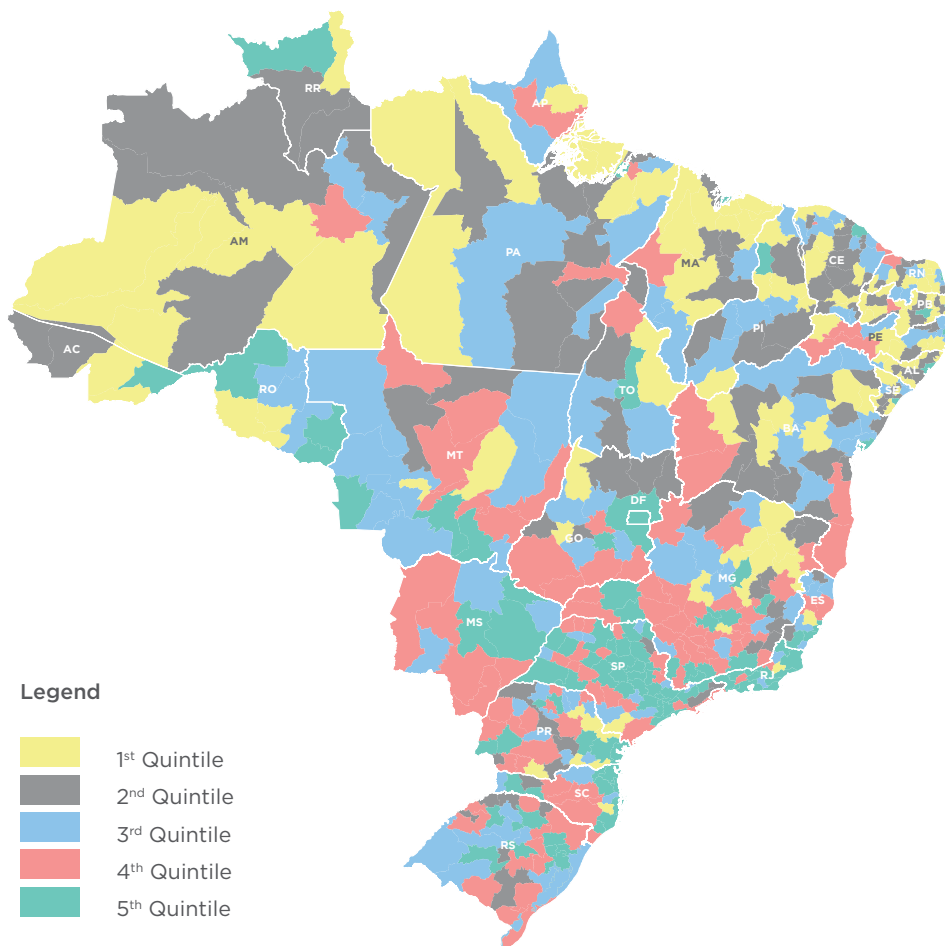 RR
AP
AM
PA
MA
CE
RN
PB
PI
PE
AC
AL
SE
RO
TO
BA
MT
DF
GO
MG
ES
MS
SP
RJ
PR
SC
RS
Legend
1st Quintile
2nd Quintile
3rd Quintile
4th Quintile
5th Quintile